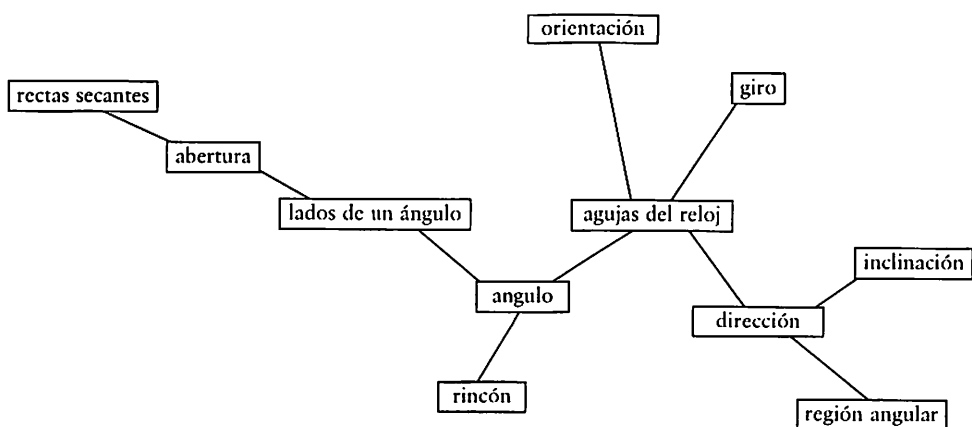 orientación
rectas secantes
giro
abertura
lados de un ángulo
agujas del reloj
inclinación
angulo
dirección
rincón
región angular